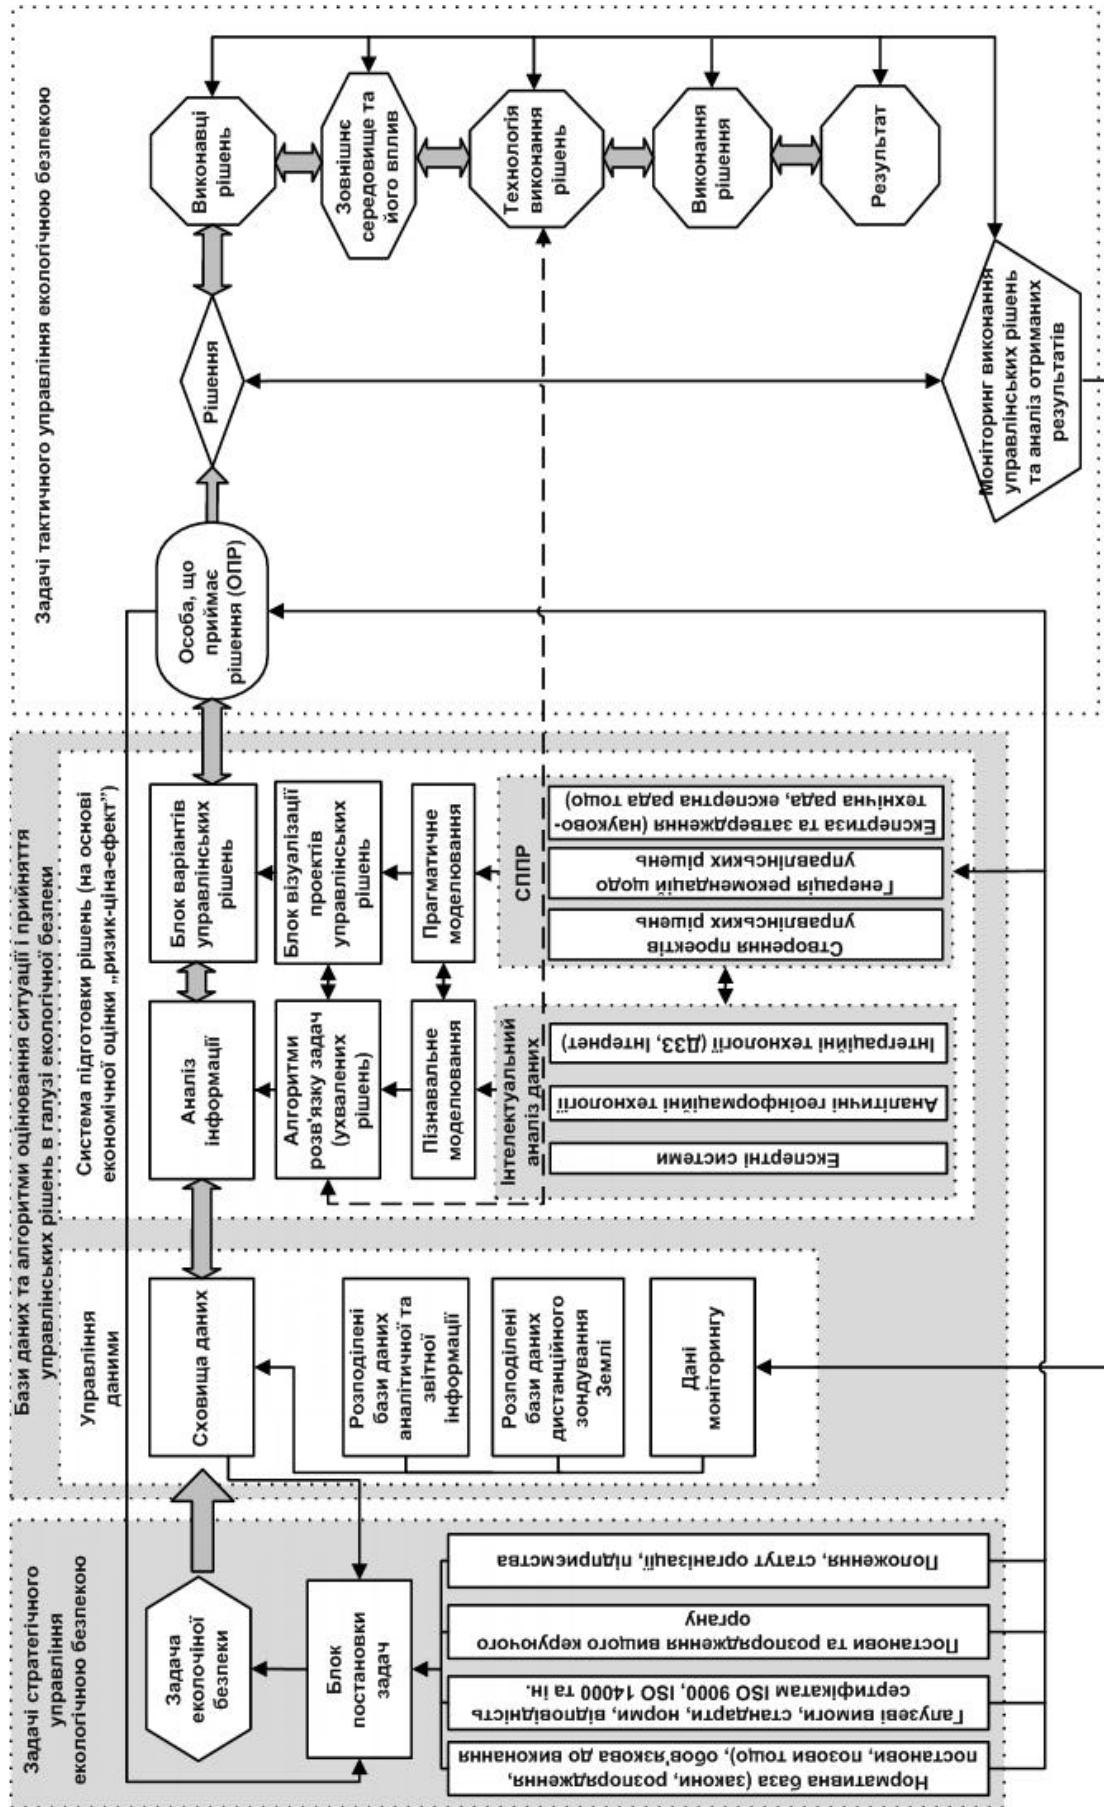 Задачі стратегічного
управління
екологічною безпекою
Задача
еколочіної
безпеки
Блок
постановки
задач
Нормативна база (закони, розпорядження,
постанови, позови тощо), обов'язкова до виконання
Галузеві вимоги, стандарти, норми, відповідність
сертифікатам ISO 9000, ISO 14000 та ін.
Постанови та розпорядження вищого керуючого
органу
Положення, статут організації, підприємства
Бази даних та алгоритми оцінювання ситуації і прийняття
управлінських рішень в галузі екологічної безпеки
Управління
даними
Сховища даних
Розподілені
бази даних
аналітичної та
звітної
інформації
Розподілені
бази даних
дистанційного
зондування
Землі
Дані
моніторингу
Система підготовки рішень (на основі
економічної оцінки „ризик-ціна-ефект”)
Аналіз
інформації
Блок варіантів
управлінських
рішень
Алгоритми
розв'язку задач
(ухвалених
рішень)
Блок візуалізації
проектів
управлінських
рішень
Пізнавальне
моделювання
Прагматичне
моделювання
Інтелектуальний
аналіз даних
Експертні системи
Аналітичні геоінформаційні технології
Інтеграційні технології (ДЗЗ, Інтернет)
СППР
Створення проектів
управлінських рішень
Генерація рекомендацій щодо
управлінських рішень
Експертиза та затвердження (науково-
технічна рада, експертна рада тощо)
Задачі тактичного управління екологічною безпекою
Особа, що
приймає
рішення (ОПР)
Рішення
Виконавці
рішень
Зовнішнє
середовище та
його вплив
Технологія
виконання
рішень
Виконання
рішення
Результат
Моніторинг виконання
управлінських рішень
та аналіз отриманих
результатів